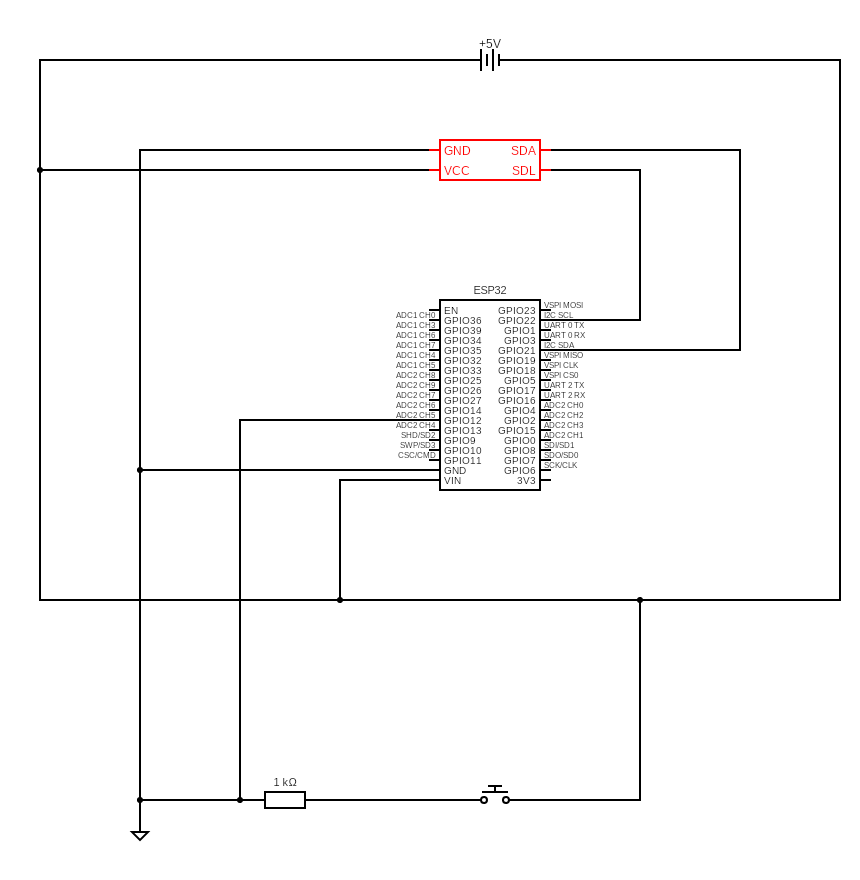 +5V
GND SDA
VCC SDL
ESP32
EN GPIO23 VSPI MOSI
ADC1 CH0 GPIO36 GPIO22 I2C SCL
ADC1 CH3 GPIO39 GPIO1 UART 0 TX
ADC1 CH6 GPIO34 GPIO3 UART 0 RX
ADC1 CH7 GPIO35 GPIO21 I2C SDA
ADC1 CH4 GPIO32 GPIO19 VSPI MISO
ADC1 CH5 GPIO33 GPIO18 VSPI CLK
ADC2 CH8 GPIO25 GPIO5 VSPI CS0
ADC2 CH9 GPIO26 GPIO17 UART 2 TX
ADC2 CH7 GPIO27 GPIO16 UART 2 RX
ADC2 CH6 GPIO14 GPIO4 ADC2 CH0
ADC2 CH5 GPIO12 GPIO2 ADC2 CH2
ADC2 CH4 GPIO13 GPIO15 ADC2 CH3
SHD/SD2 GPIO9 GPIO0 ADC2 CH1
SWP/SD3 GPIO10 GPIO8 SDI/SD1
CSC/CMD GPIO11 GPIO7 SDO/SD0
GND GPIO6 SCK/CLK
VIN 3V3
1 kΩ